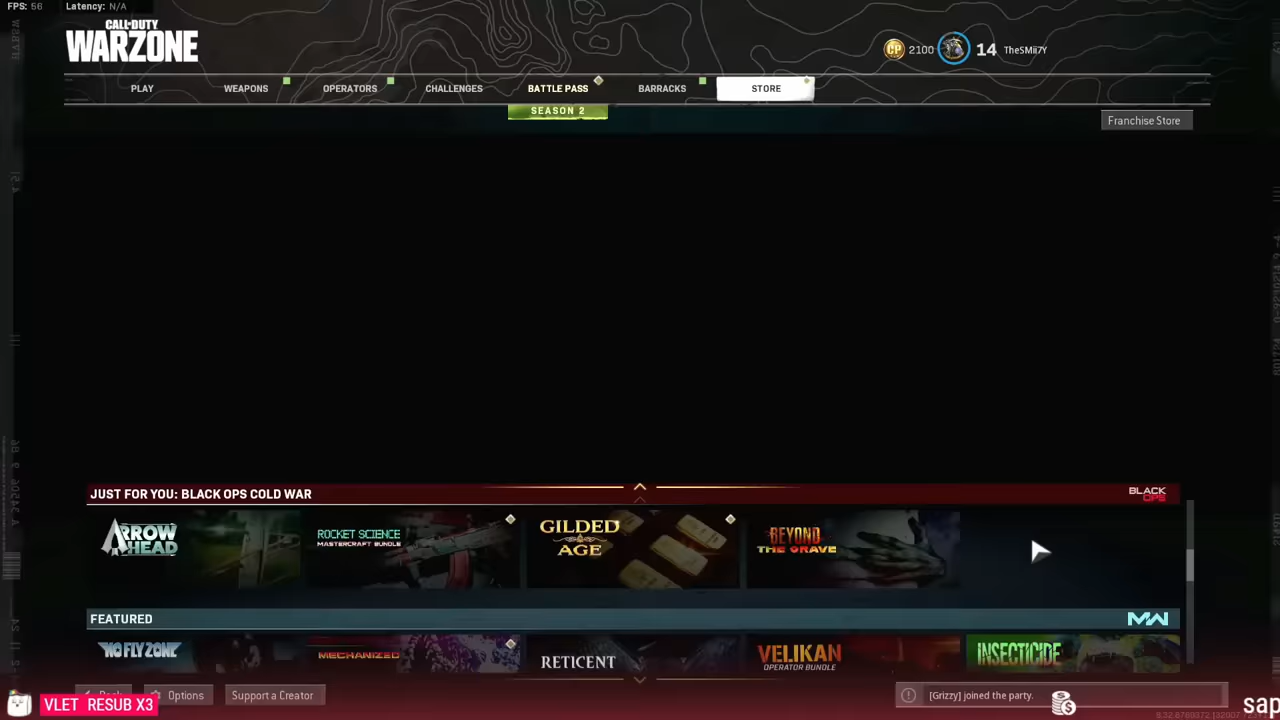 FPS: 56 Latency: N/A
CALL OF DUTY
WARZONE
CP 2100 14 TheSMii7Y
PLAY WEAPONS OPERATORS CHALLENGES BATTLE PASS BARRACKS STORE
SEASON 2
Franchise Store
JUST FOR YOU: BLACK OPS COLD WAR
BLACK OPS
ARROW HEAD
ROCKET SCIENCE
MASTERCRAFT BUNDLE
GILDED AGE
BEYOND THE GRAVE
FEATURED
MW
NO FLY ZONE
MECHANIZED
RETICENT
VELIKAN
OPERATOR BUNDLE
INSECTICIDE
Back Options Support a Creator
[Grizzy] joined the party.
VLET RESUB X3
sap